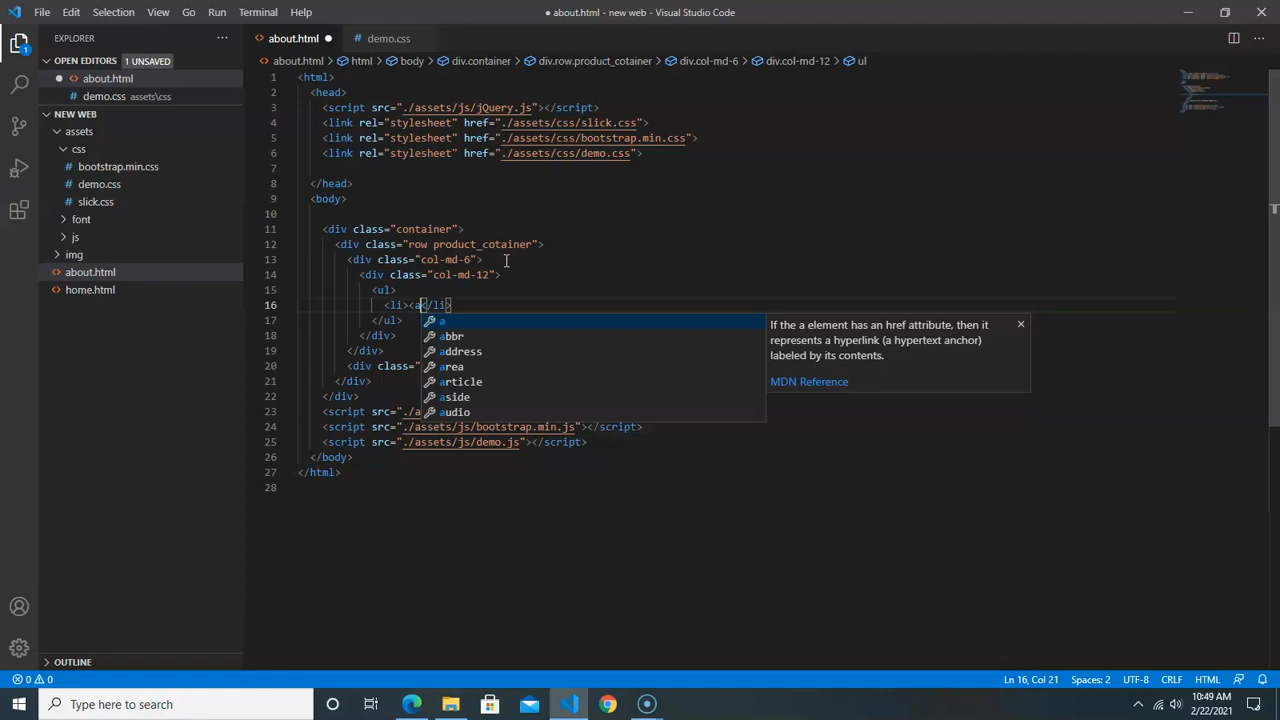 File Edit Selection View Go Run Terminal Help
● about.html - new web - Visual Studio Code
EXPLORER
OPEN EDITORS 1 UNSAVED
about.html
demo.css assets\css
NEW WEB
assets
css
bootstrap.min.css
demo.css
slick.css
font
js
img
about.html
home.html
OUTLINE
1
about.html ●
demo.css
about.html > html > body > div.container > div.row.product_cotainer > div.col-md-6 > div.col-md-12 > ul
1 <html>
2 <head>
3 <script src="./assets/js/jQuery.js"></script>
4 <link rel="stylesheet" href="./assets/css/slick.css">
5 <link rel="stylesheet" href="./assets/css/bootstrap.min.css">
6 <link rel="stylesheet" href="./assets/css/demo.css">
7
8 </head>
9 <body>
10
11 <div class="container">
12 <div class="row product_cotainer">
13 <div class="col-md-6">
14 <div class="col-md-12">
15 <ul>
16 <li><a</li>
17 </ul>
18 </div>
19 </div>
20 <div class="
21 </div>
22 </div>
23 <script src="./a
24 <script src="./assets/js/bootstrap.min.js"></script>
25 <script src="./assets/js/demo.js"></script>
26 </body>
27 </html>
28
a
abbr
address
area
article
aside
audio
If the a element has an href attribute, then it
represents a hyperlink (a hypertext anchor)
labeled by its contents.
MDN Reference
0 0
Ln 16, Col 21 Spaces: 2 UTF-8 CRLF HTML
Type here to search
10:49 AM
2/22/2021